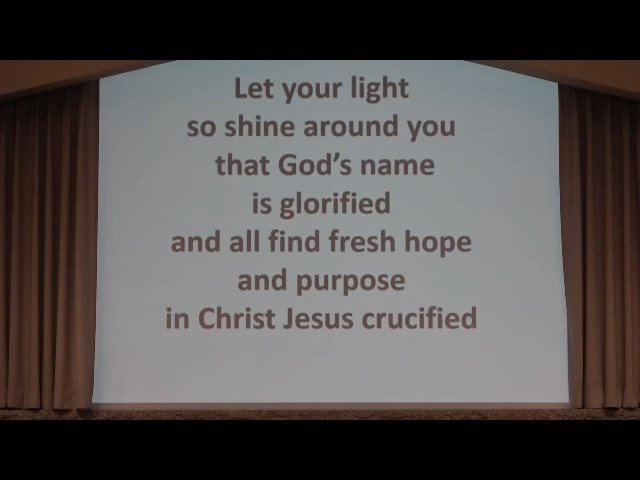 Let your light
so shine around you
that God's name
is glorified
and all find fresh hope
and purpose
in Christ Jesus crucified